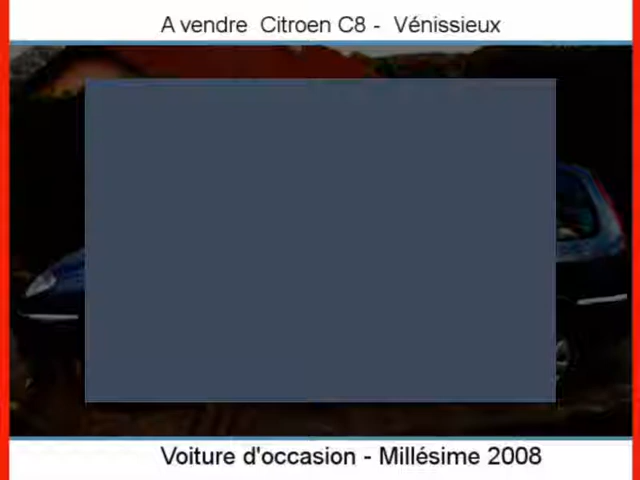 A vendre Citroen C8 - Vénissieux
Voiture d'occasion - Millésime 2008